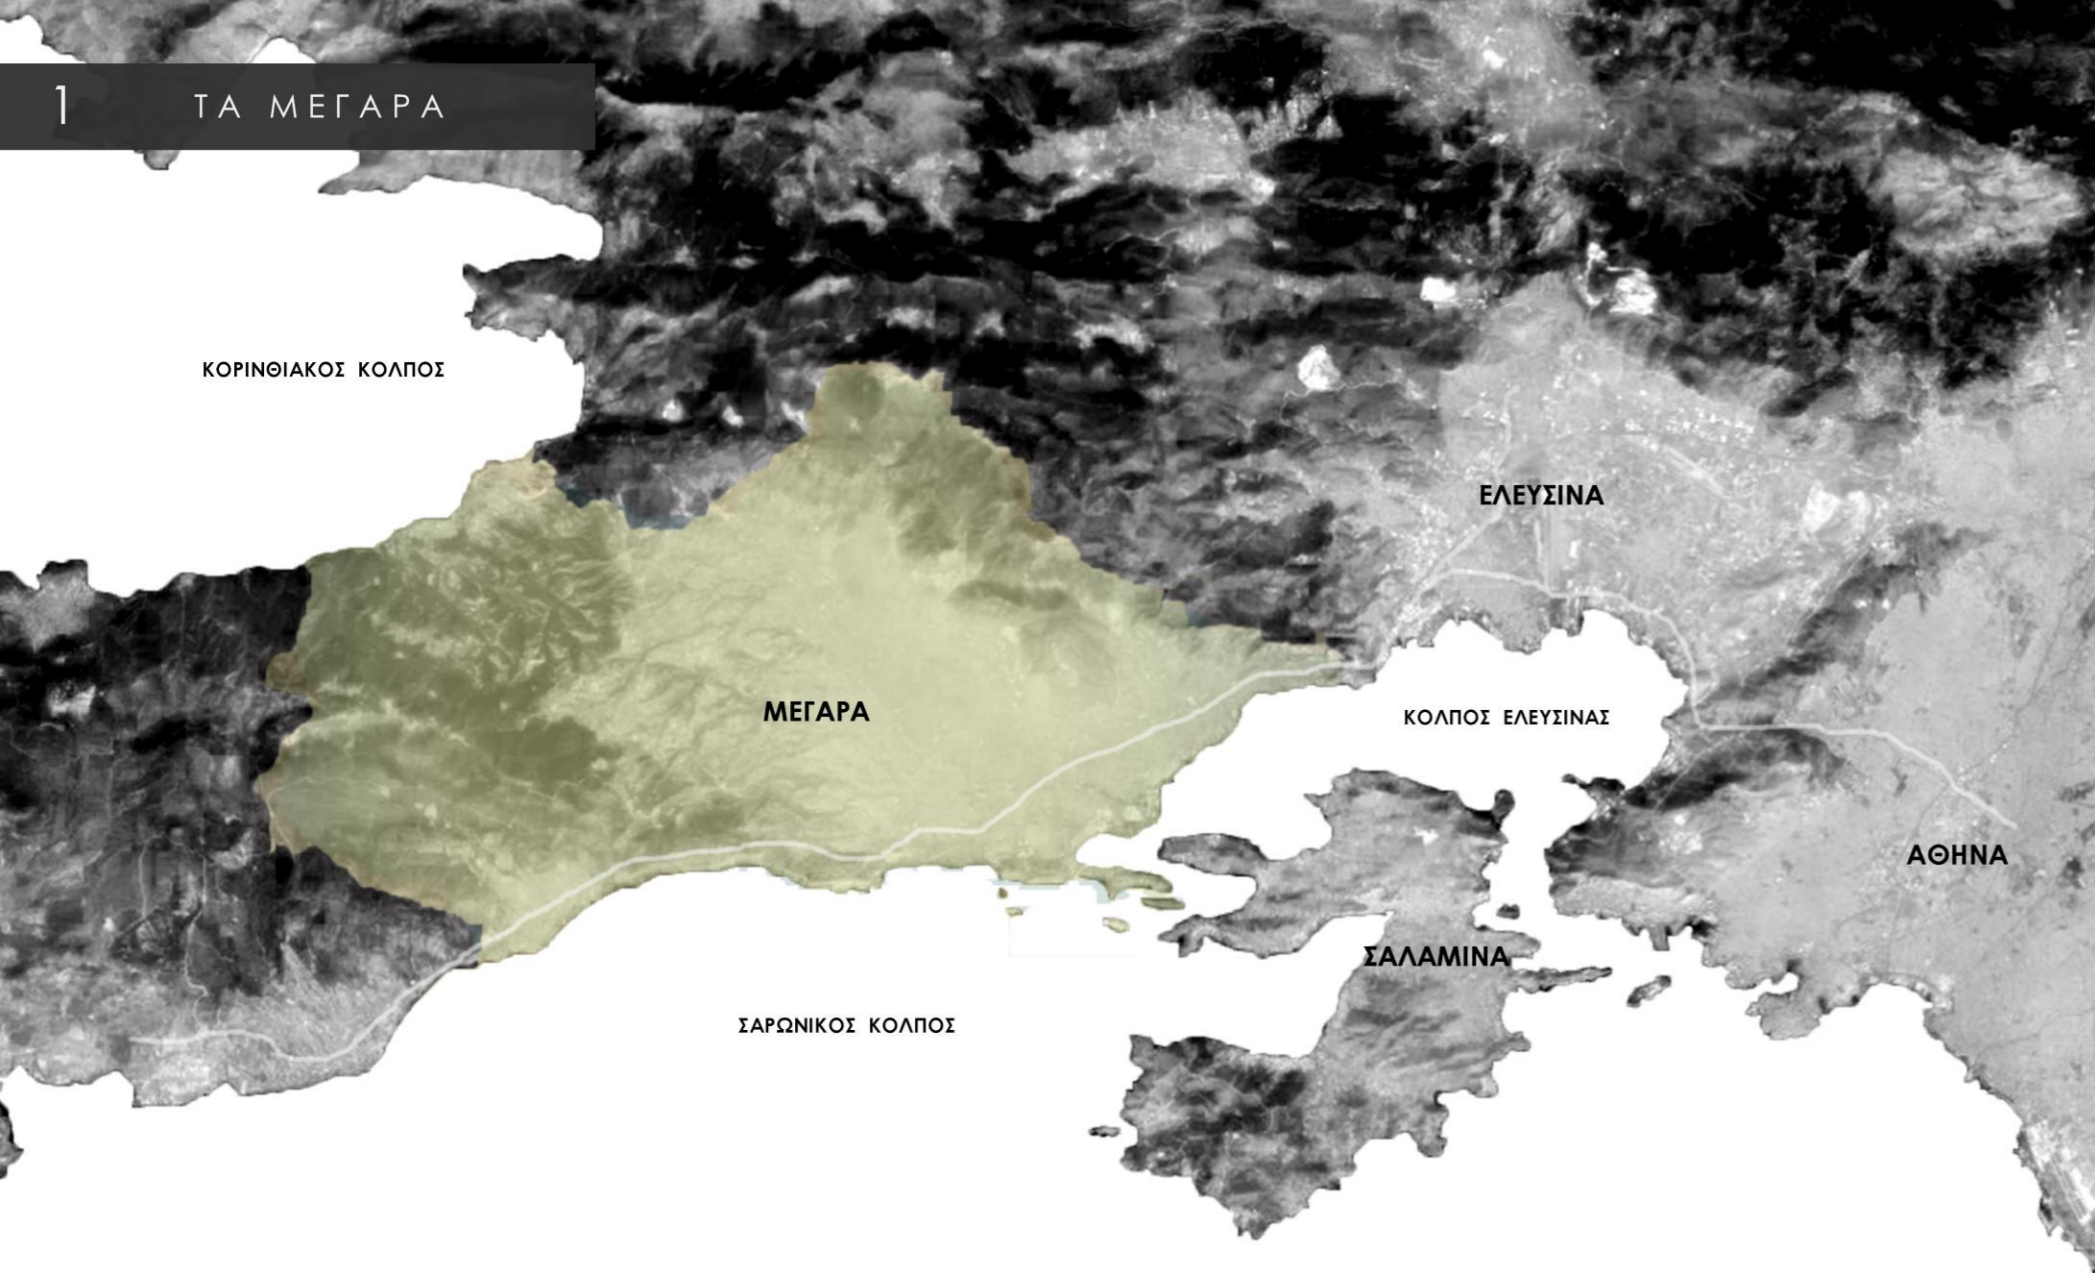 1 ΤΑ ΜΕΓΑΡΑ
ΚΟΡΙΝΘΙΑΚΟΣ ΚΟΛΠΟΣ
ΕΛΕΥΣΙΝΑ
ΜΕΓΑΡΑ
ΚΟΛΠΟΣ ΕΛΕΥΣΙΝΑΣ
ΑΘΗΝΑ
ΣΑΛΑΜΙΝΑ
ΣΑΡΩΝΙΚΟΣ ΚΟΛΠΟΣ